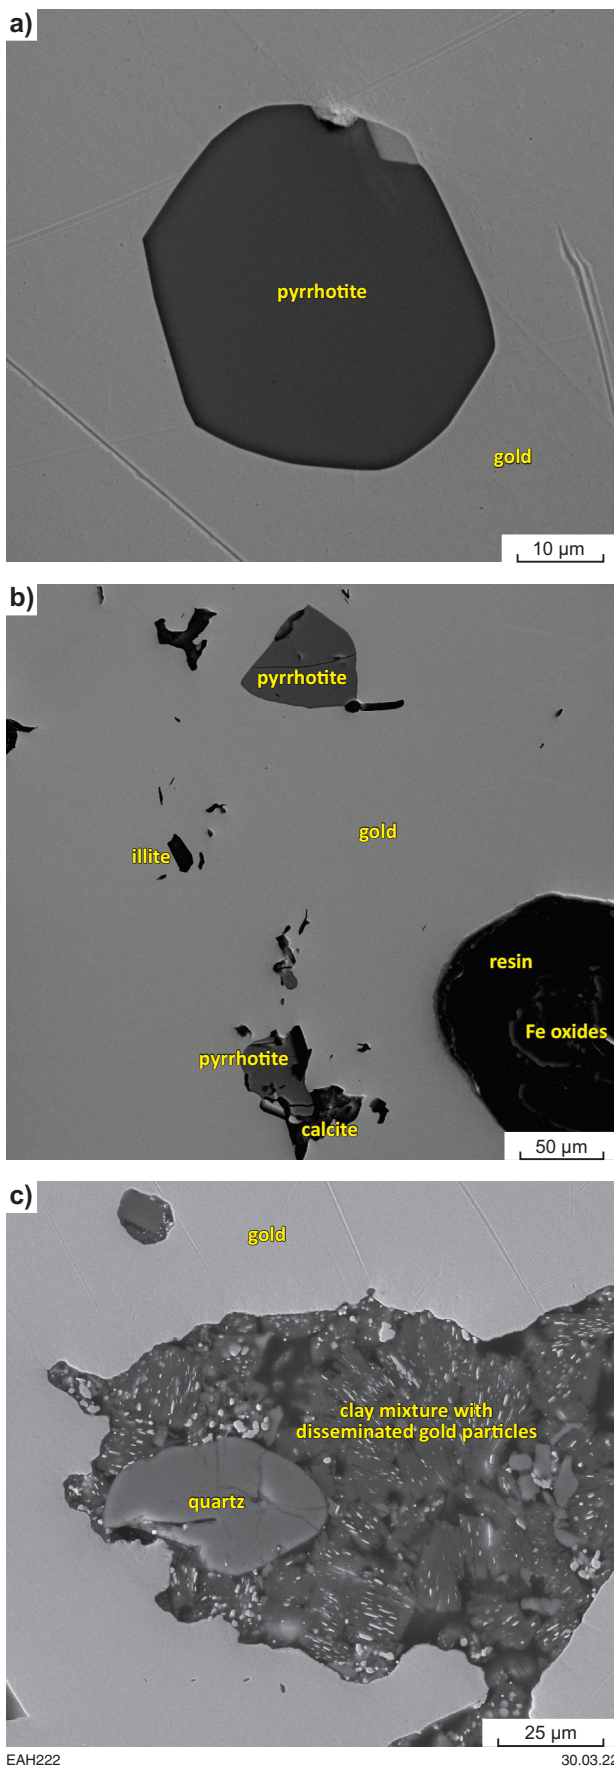 a)
pyrrhotite
gold
10 µm
b)
pyrrhotite
gold
illite
resin
Fe oxides
pyrrhotite
calcite
50 µm
c)
gold
clay mixture with
disseminated gold particles
quartz
25 µm
EAH222
30.03.22